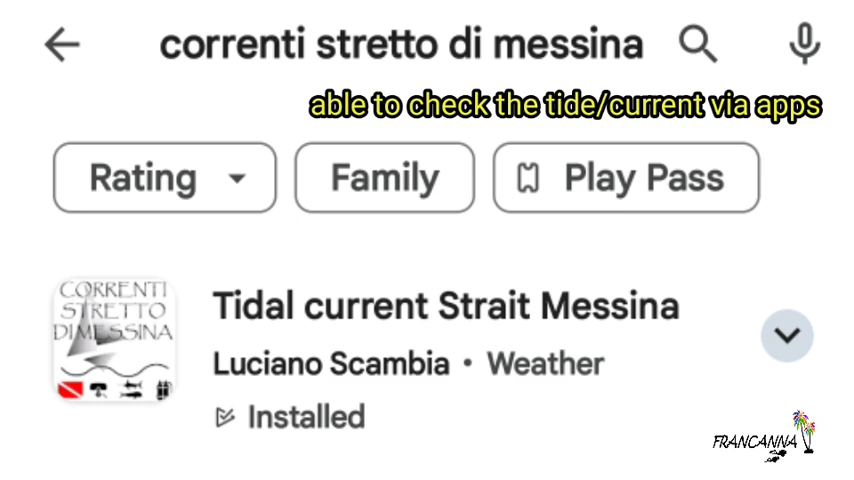 correnti stretto di messina
able to check the tide/current via apps
Rating
Family
Play Pass
CORRENTI
STRETTO
DI MESSINA
Tidal current Strait Messina
Luciano Scambia • Weather
Installed
FRANCANNA